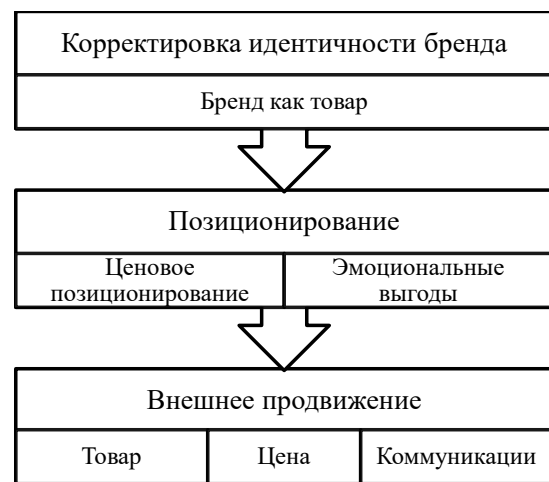 Корректировка идентичности бренда
Бренд как товар
Позиционирование
Ценовое
позиционирование
Эмоциональные
выгоды
Внешнее продвижение
Товар
Цена
Коммуникации